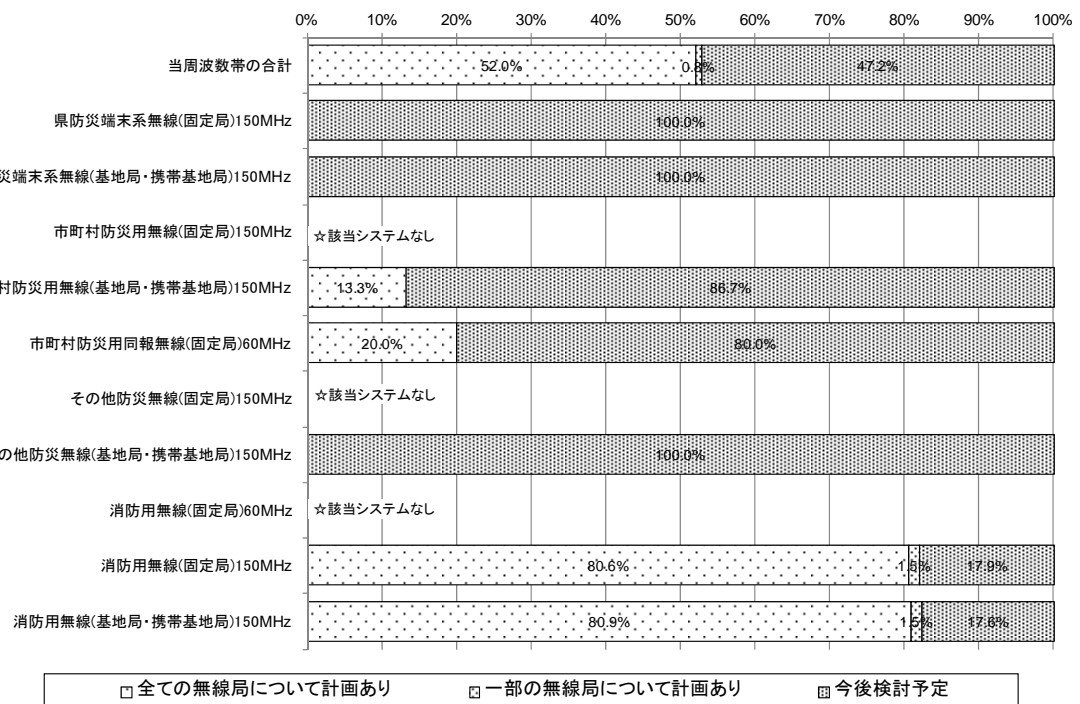 0% 10% 20% 30% 40% 50% 60% 70% 80% 90% 100%
当周波数帯の合計 52.0% 0.8% 47.2%
県防災端末系無線(固定局)150MHz 100.0%
災端末系無線(基地局・携帯基地局)150MHz 100.0%
市町村防災用無線(固定局)150MHz ☆該当システムなし
村防災用無線(基地局・携帯基地局)150MHz 13.3% 86.7%
市町村防災用同報無線(固定局)60MHz 20.0% 80.0%
その他防災無線(固定局)150MHz ☆該当システムなし
の他防災無線(基地局・携帯基地局)150MHz 100.0%
消防用無線(固定局)60MHz ☆該当システムなし
消防用無線(固定局)150MHz 80.6% 1.5% 17.9%
消防用無線(基地局・携帯基地局)150MHz 80.9% 1.5% 17.6%
全ての無線局について計画あり 一部の無線局について計画あり 今後検討予定